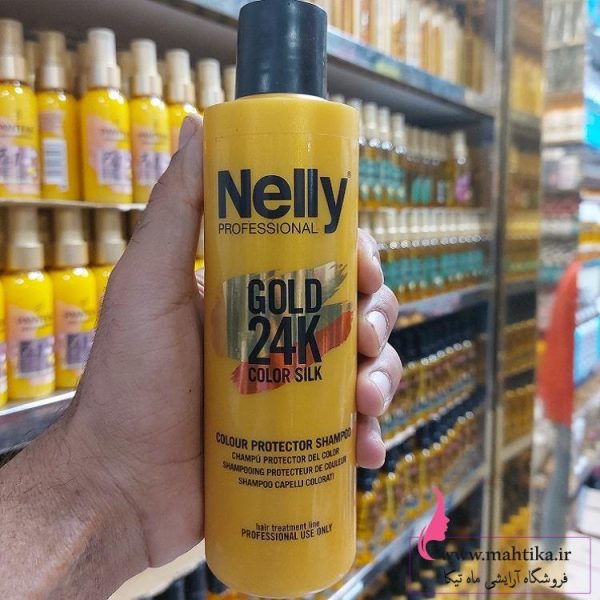 Nelly®
PROFESSIONAL
GOLD
24K
COLOR SILK
COLOUR PROTECTOR SHAMPOO
CHAMPÚ PROTECTOR DEL COLOR
SHAMPOOING PROTECTEUR DE COULEUR
SHAMPOO CAPELLI COLORATI
hair treatment line
PROFESSIONAL USE ONLY
www.mahtika.ir
فروشگاه آرایشی ماه تیکا